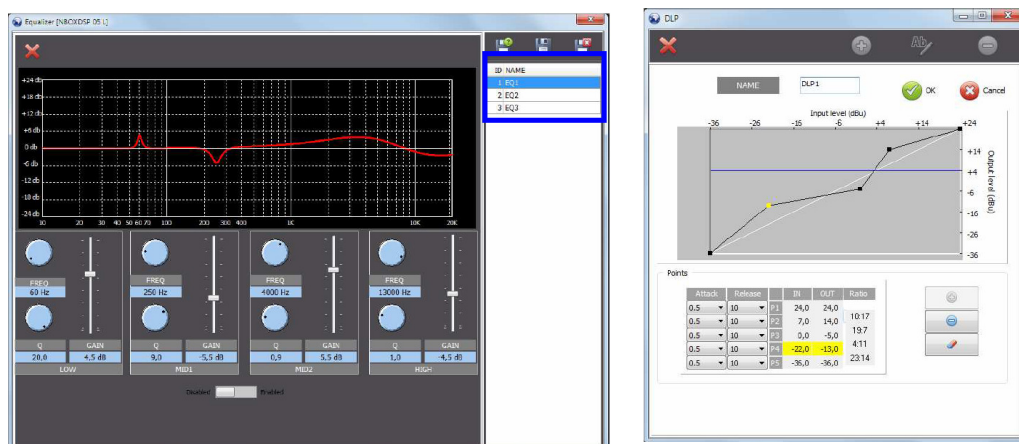 Equalizer [NBOXDSP 05 L]
ID NAME
1 EQ1
2 EQ2
3 EQ3
+24 db
+18 db
+12 db
+6 db
0 db
-6 db
-12 db
-18 db
-24 db
10 20 30 40 50 60 70 100 200 300 400 1K 10K 20K
FREQ
60 Hz
Q GAIN
20,0 4,5 dB
LOW
FREQ
250 Hz
Q GAIN
9,0 -5,5 dB
MID1
FREQ
4000 Hz
Q GAIN
0,9 5,5 dB
MID2
FREQ
13000 Hz
Q GAIN
1,0 -4,5 dB
HIGH
Disabled Enabled
DLP
Ab
NAME DLP1 OK Cancel
Input level (dBu)
-36 -26 -16 -6 +4 +14 +24
+14
+4
-6
-16
-26
-36
Output level (dBu)
Points
Attack Release IN OUT Ratio
0.5 10 P1 24,0 24,0
10:17
0.5 10 P2 7,0 14,0
19:7
0.5 10 P3 0,0 -5,0
4:11
0.5 10 P4 -22,0 -13,0
23:14
0.5 10 P5 -36,0 -36,0